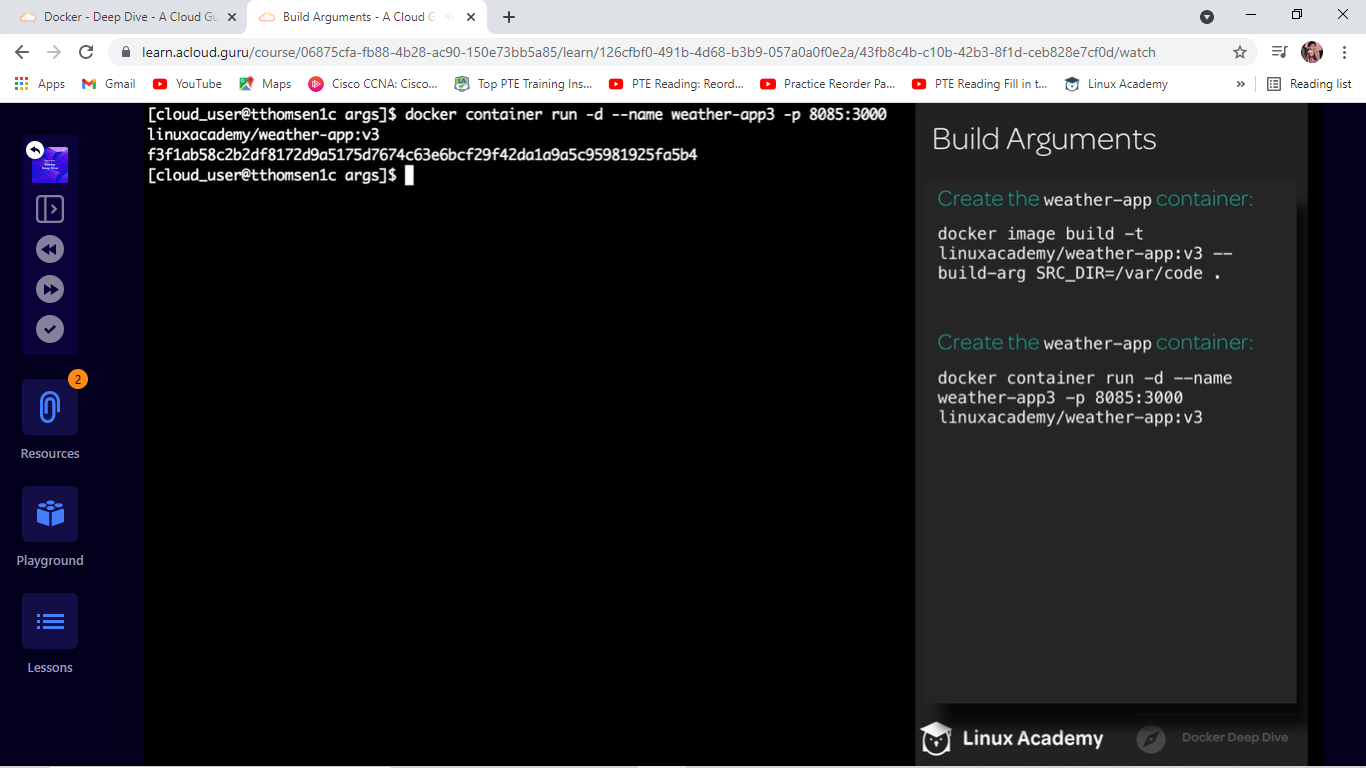 Docker - Deep Dive - A Cloud Gu
Build Arguments - A Cloud G
learn.acloud.guru/course/06875cfa-fb88-4b28-ac90-150e73bb5a85/learn/126cfbf0-491b-4d68-b3b9-057a0a0f0e2a/43fb8c4b-c10b-42b3-8f1d-ceb828e7cf0d/watch
Apps Gmail YouTube Maps Cisco CCNA: Cisco... Top PTE Training Ins... PTE Reading: Reord... Practice Reorder Pa... PTE Reading Fill in t... Linux Academy » Reading list
[cloud_user@tthomsen1c args]$ docker container run -d --name weather-app3 -p 8085:3000
linuxacademy/weather-app:v3
f3f1ab58c2b2df8172d9a5175d7674c63e6bcf29f42da1a9a5c95981925fa5b4
[cloud_user@tthomsen1c args]$
2
Resources
Playground
Lessons
Build Arguments
Create the weather-app container:
docker image build -t
linuxacademy/weather-app:v3 --
build-arg SRC_DIR=/var/code .
Create the weather-app container:
docker container run -d --name
weather-app3 -p 8085:3000
linuxacademy/weather-app:v3
Linux Academy
Docker Deep Dive